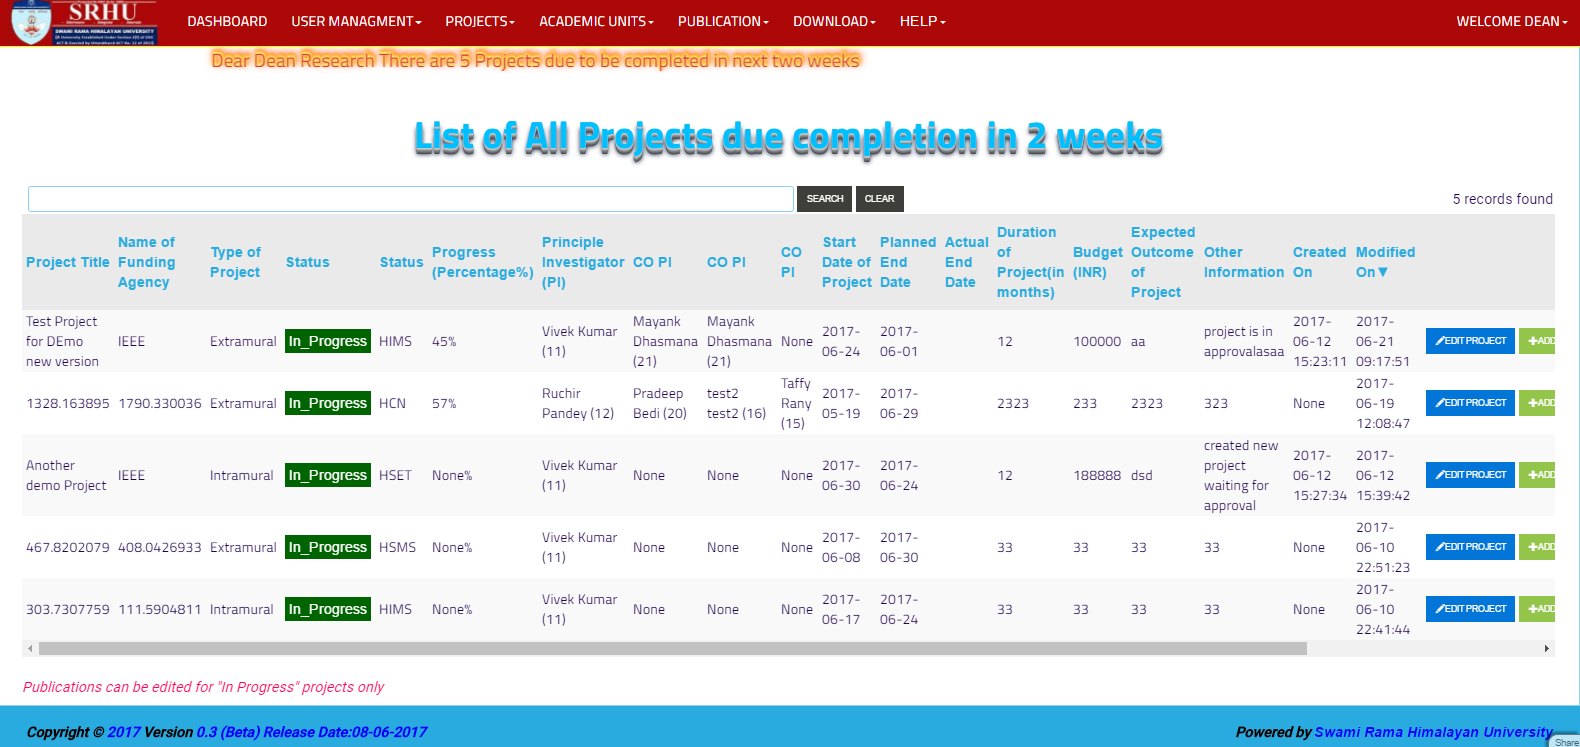 SRHU
SWAMI RAMA HIMALAYAN UNIVERSITY
DASHBOARD USER MANAGMENT PROJECTS ACADEMIC UNITS PUBLICATION DOWNLOAD HELP WELCOME DEAN
Dear Dean Research There are 5 Projects due to be completed in next two weeks
List of All Projects due completion in 2 weeks
SEARCH CLEAR 5 records found
Project Title Name of Funding Agency Type of Project Status Status Progress (Percentage%) Principle Investigator (PI) CO PI CO PI CO PI Start Date of Project Planned End Date Actual End Date Duration of Project(in months) Budget (INR) Expected Outcome of Project Other Information Created On Modified On▼
Test Project for DEmo new version IEEE Extramural In_Progress HIMS 45% Vivek Kumar (11) Mayank Dhasmana (21) Mayank Dhasmana (21) None 2017-06-24 2017-06-01 12 100000 aa project is in approvalasaa 2017-06-12 15:23:11 2017-06-21 09:17:51 EDIT PROJECT ADD
1328.163895 1790.330036 Extramural In_Progress HCN 57% Ruchir Pandey (12) Pradeep Bedi (20) test2 test2 (16) Taffy Rany (15) 2017-05-19 2017-06-29 2323 233 2323 323 None 2017-06-19 12:08:47 EDIT PROJECT ADD
Another demo Project IEEE Intramural In_Progress HSET None% Vivek Kumar (11) None None None 2017-06-30 2017-06-24 12 188888 dsd created new project waiting for approval 2017-06-12 15:27:34 2017-06-12 15:39:42 EDIT PROJECT ADD
467.8202079 408.0426933 Extramural In_Progress HSMS None% Vivek Kumar (11) None None None 2017-06-08 2017-06-30 33 33 33 33 None 2017-06-10 22:51:23 EDIT PROJECT ADD
303.7307759 111.5904811 Intramural In_Progress HIMS None% Vivek Kumar (11) None None None 2017-06-17 2017-06-24 33 33 33 33 None 2017-06-10 22:41:44 EDIT PROJECT ADD
Publications can be edited for "In Progress" projects only
Copyright © 2017 Version 0.3 (Beta) Release Date:08-06-2017 Powered by Swami Rama Himalayan University
Share